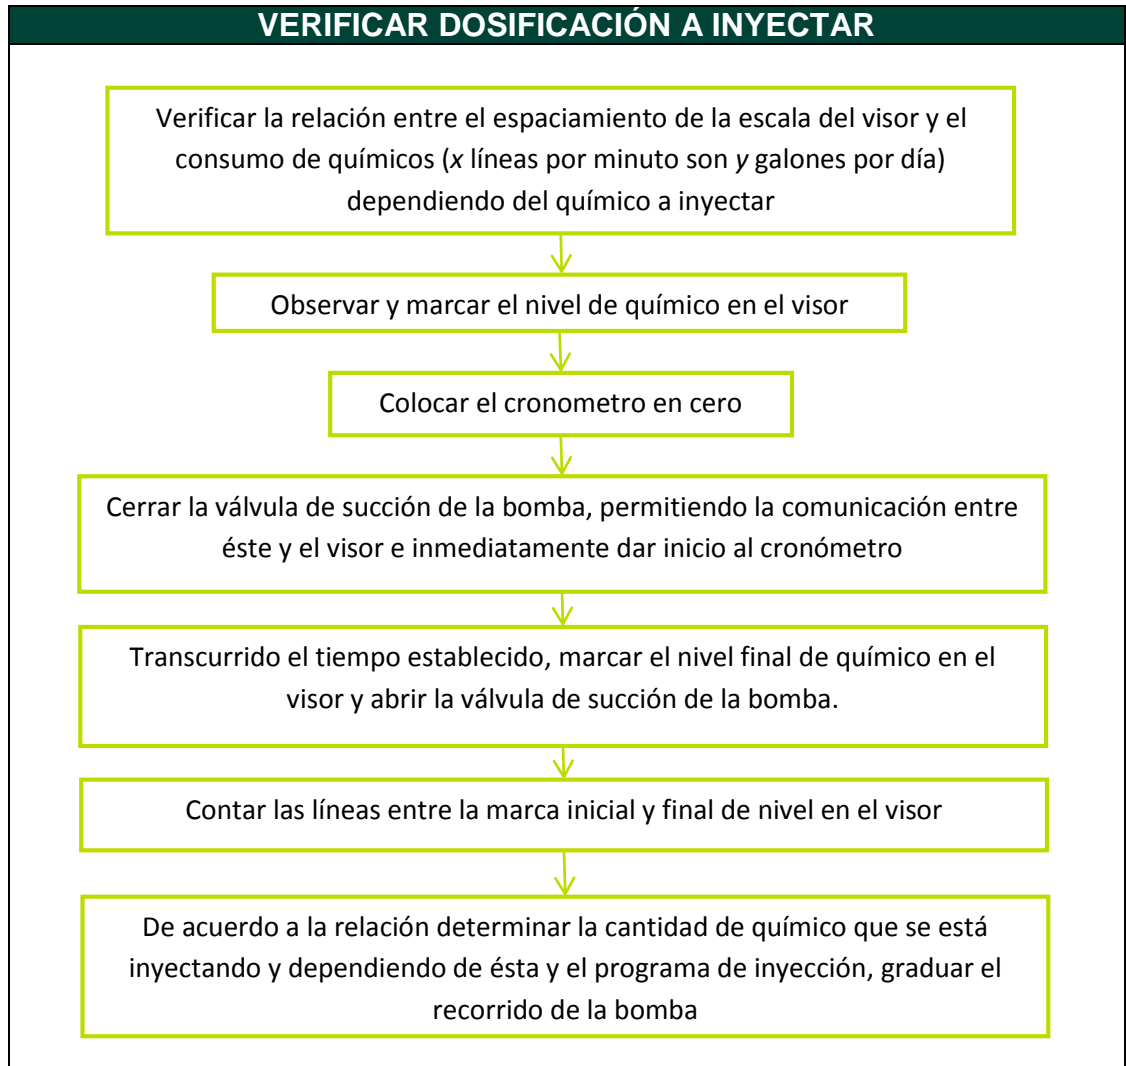 VERIFICAR DOSIFICACIÓN A INYECTAR
Verificar la relación entre el espaciamiento de la escala del visor y el
consumo de químicos (x líneas por minuto son y galones por día)
dependiendo del químico a inyectar
Observar y marcar el nivel de químico en el visor
Colocar el cronometro en cero
Cerrar la válvula de succión de la bomba, permitiendo la comunicación entre
éste y el visor e inmediatamente dar inicio al cronómetro
Transcurrido el tiempo establecido, marcar el nivel final de químico en el
visor y abrir la válvula de succión de la bomba.
Contar las líneas entre la marca inicial y final de nivel en el visor
De acuerdo a la relación determinar la cantidad de químico que se está
inyectando y dependiendo de ésta y el programa de inyección, graduar el
recorrido de la bomba